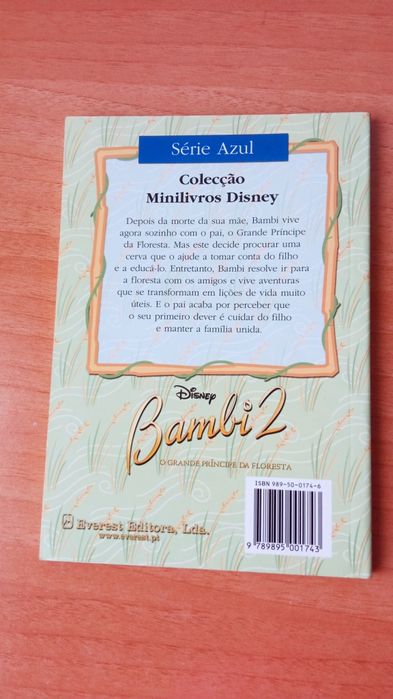 Série Azul
Colecção
Minilivros Disney
Depois da morte da sua mãe, Bambi vive
agora sozinho com o pai, o Grande Príncipe
da Floresta. Mas este decide procurar uma
cerva que o ajude a tomar conta do filho
e a educá-lo. Entretanto, Bambi resolve ir para
a floresta com os amigos e vive aventuras
que se transformam em lições de vida muito
úteis. E o pai acaba por perceber que
o seu primeiro dever é cuidar do filho
e manter a família unida.
Disney
Bambi 2
O GRANDE PRÍNCIPE DA FLORESTA
ISBN 989-50-0174-6
Everest Editora, Lda.
www.everest.pt
9 789895 001743